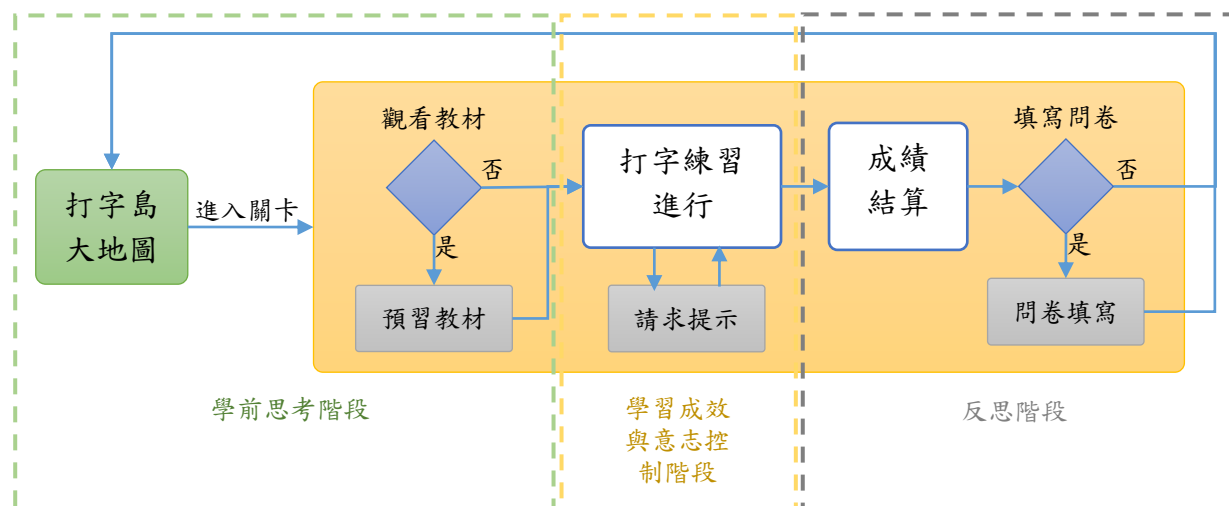 打字島
大地圖
進入關卡
觀看教材
否
是
預習教材
打字練習
進行
請求提示
成績
結算
填寫問卷
否
是
問卷填寫
學前思考階段
學習成效
與意志控
制階段
反思階段